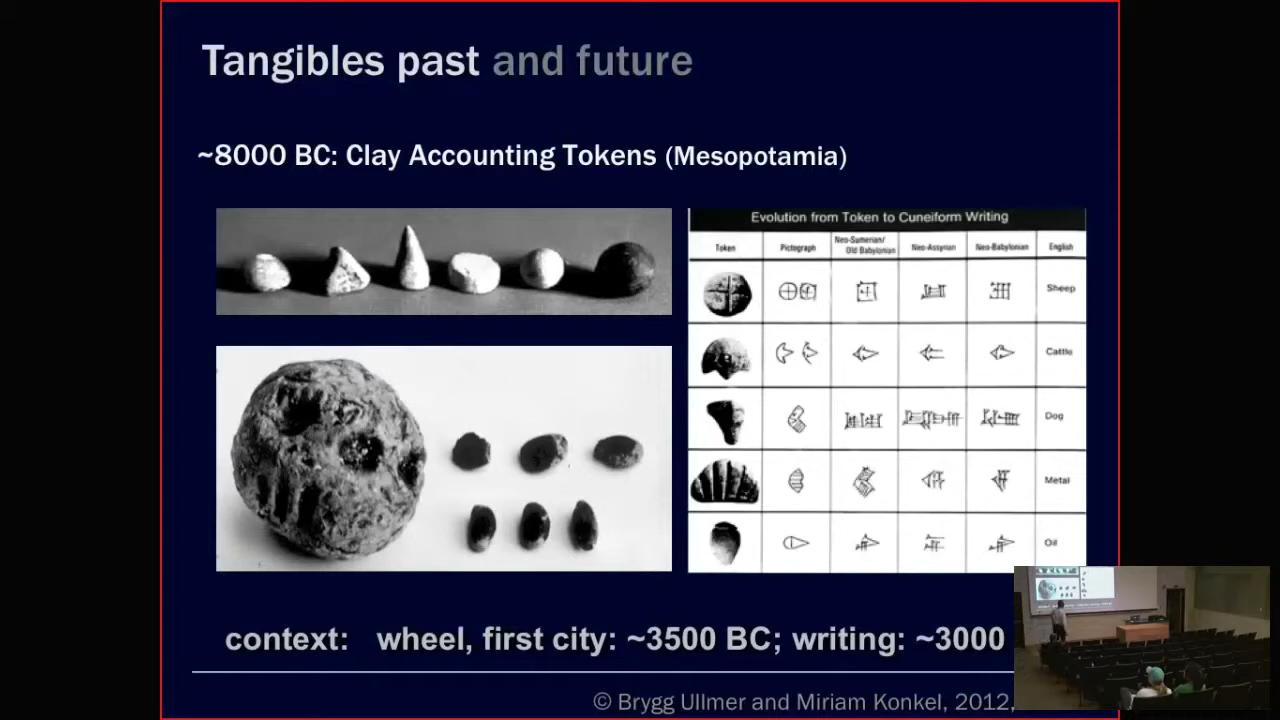 Tangibles past and future
~8000 BC: Clay Accounting Tokens (Mesopotamia)
Evolution from Token to Cuneiform Writing
Token Pictograph Neo-Sumerian/ Old Babylonian Neo-Assyrian Neo-Babylonian English
Sheep
Cattle
Dog
Metal
Oil
context: wheel, first city: ~3500 BC; writing: ~3000
© Brygg Ullmer and Miriam Konkel, 2012,